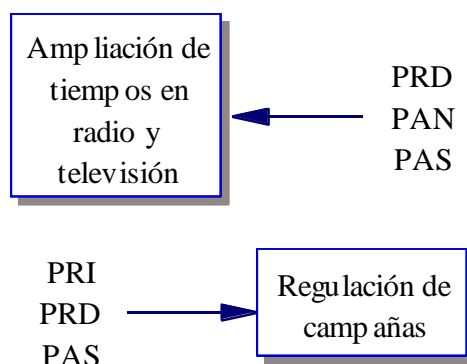 Ampliación de
tiempos en
radio y
televisión
PRD
PAN
PAS
PRI
PRD
PAS
Regulación de
campañas